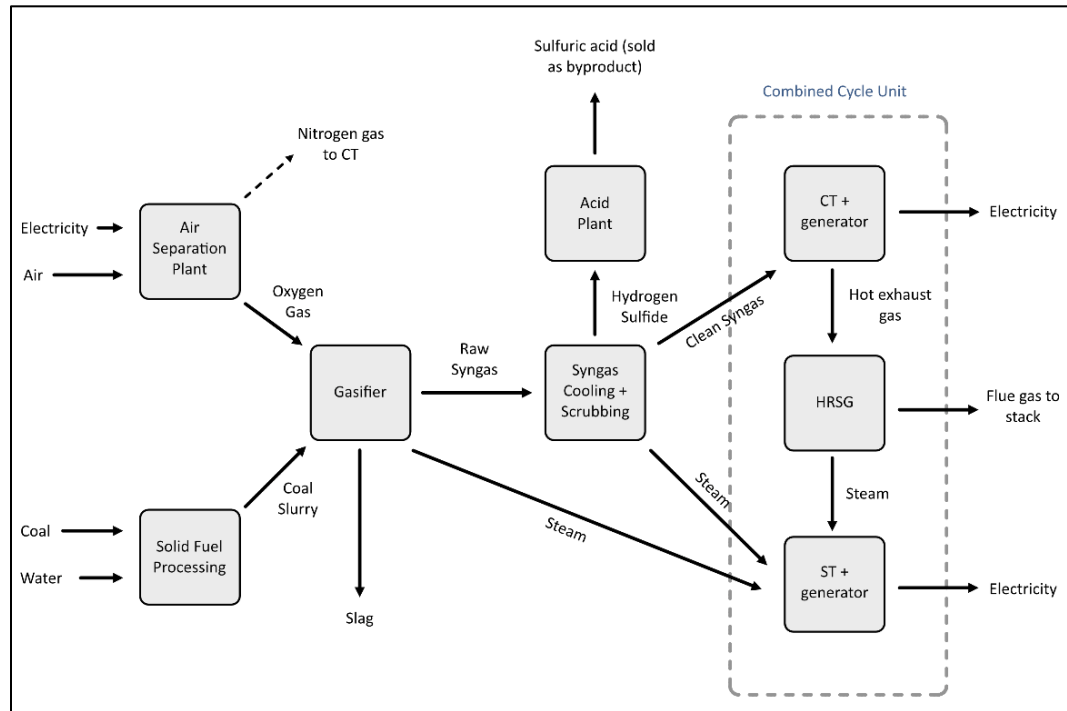 Sulfuric acid (sold
as byproduct)
Combined Cycle Unit
Nitrogen gas
to CT
Electricity
Air
Air
Separation
Plant
Oxygen
Gas
Acid
Plant
CT +
generator
Electricity
Hydrogen
Sulfide
Clean Syngas
Hot exhaust
gas
Gasifier
Raw
Syngas
Syngas
Cooling +
Scrubbing
HRSG
Flue gas to
stack
Coal
Slurry
Steam
Steam
Steam
Coal
Water
Solid Fuel
Processing
Slag
ST +
generator
Electricity